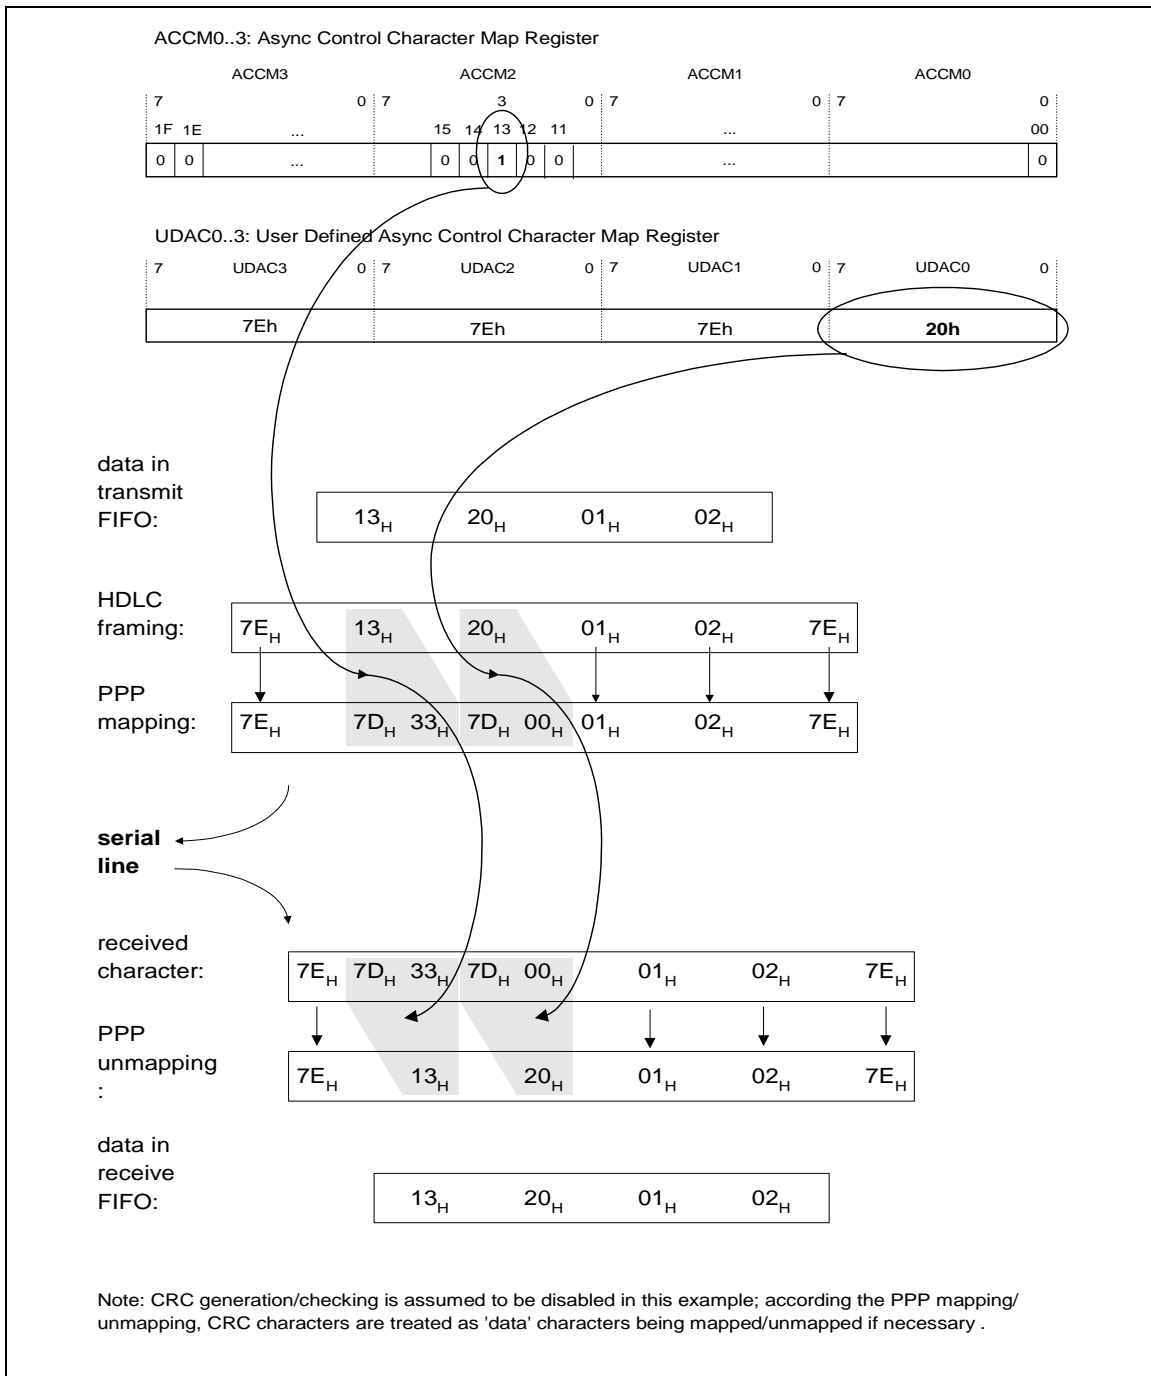 ACCM0..3: Async Control Character Map Register
ACCM3 ACCM2 ACCM1 ACCM0
7 0 7 3 0 7 0 7 0
1F 1E ... 15 14 13 12 11 ... 00
0 0 ... 0 0 1 0 0 ... 0
UDAC0..3: User Defined Async Control Character Map Register
7 UDAC3 0 7 UDAC2 0 7 UDAC1 0 7 UDAC0 0
7Eh 7Eh 7Eh 20h
data in
transmit
FIFO:
13H 20H 01H 02H
HDLC
framing:
7EH 13H 20H 01H 02H 7EH
PPP
mapping:
7EH 7DH 33H 7DH 00H 01H 02H 7EH
serial
line
received
character:
7EH 7DH 33H 7DH 00H 01H 02H 7EH
PPP
unmapping
:
7EH 13H 20H 01H 02H 7EH
data in
receive
FIFO:
13H 20H 01H 02H
Note: CRC generation/checking is assumed to be disabled in this example; according the PPP mapping/
unmapping, CRC characters are treated as 'data' characters being mapped/unmapped if necessary .